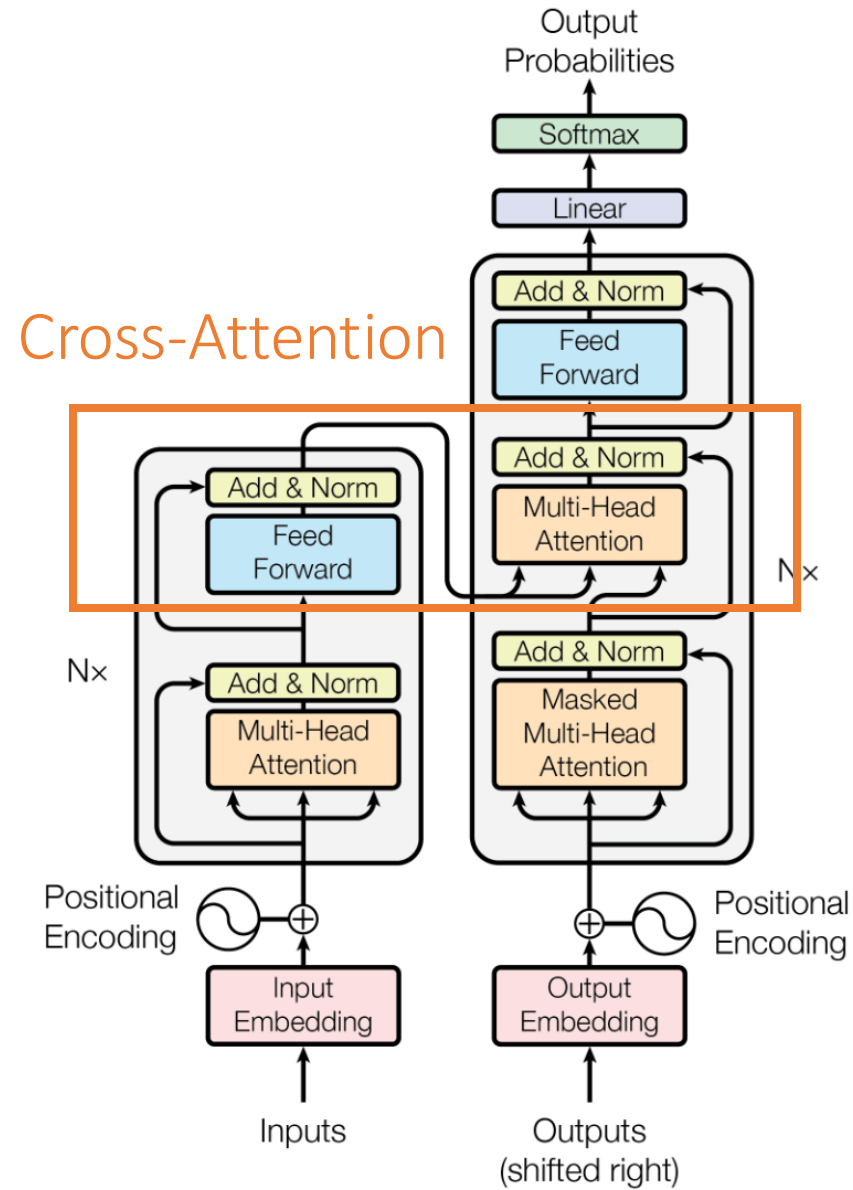 Output
Probabilities
Softmax
Linear
Add & Norm
Feed
Forward
Cross-Attention
Add & Norm
Multi-Head
Attention
Add & Norm
Feed
Forward
N×
Add & Norm
Masked
Multi-Head
Attention
N×
Add & Norm
Multi-Head
Attention
Positional
Encoding
Positional
Encoding
Input
Embedding
Output
Embedding
Inputs
Outputs
(shifted right)